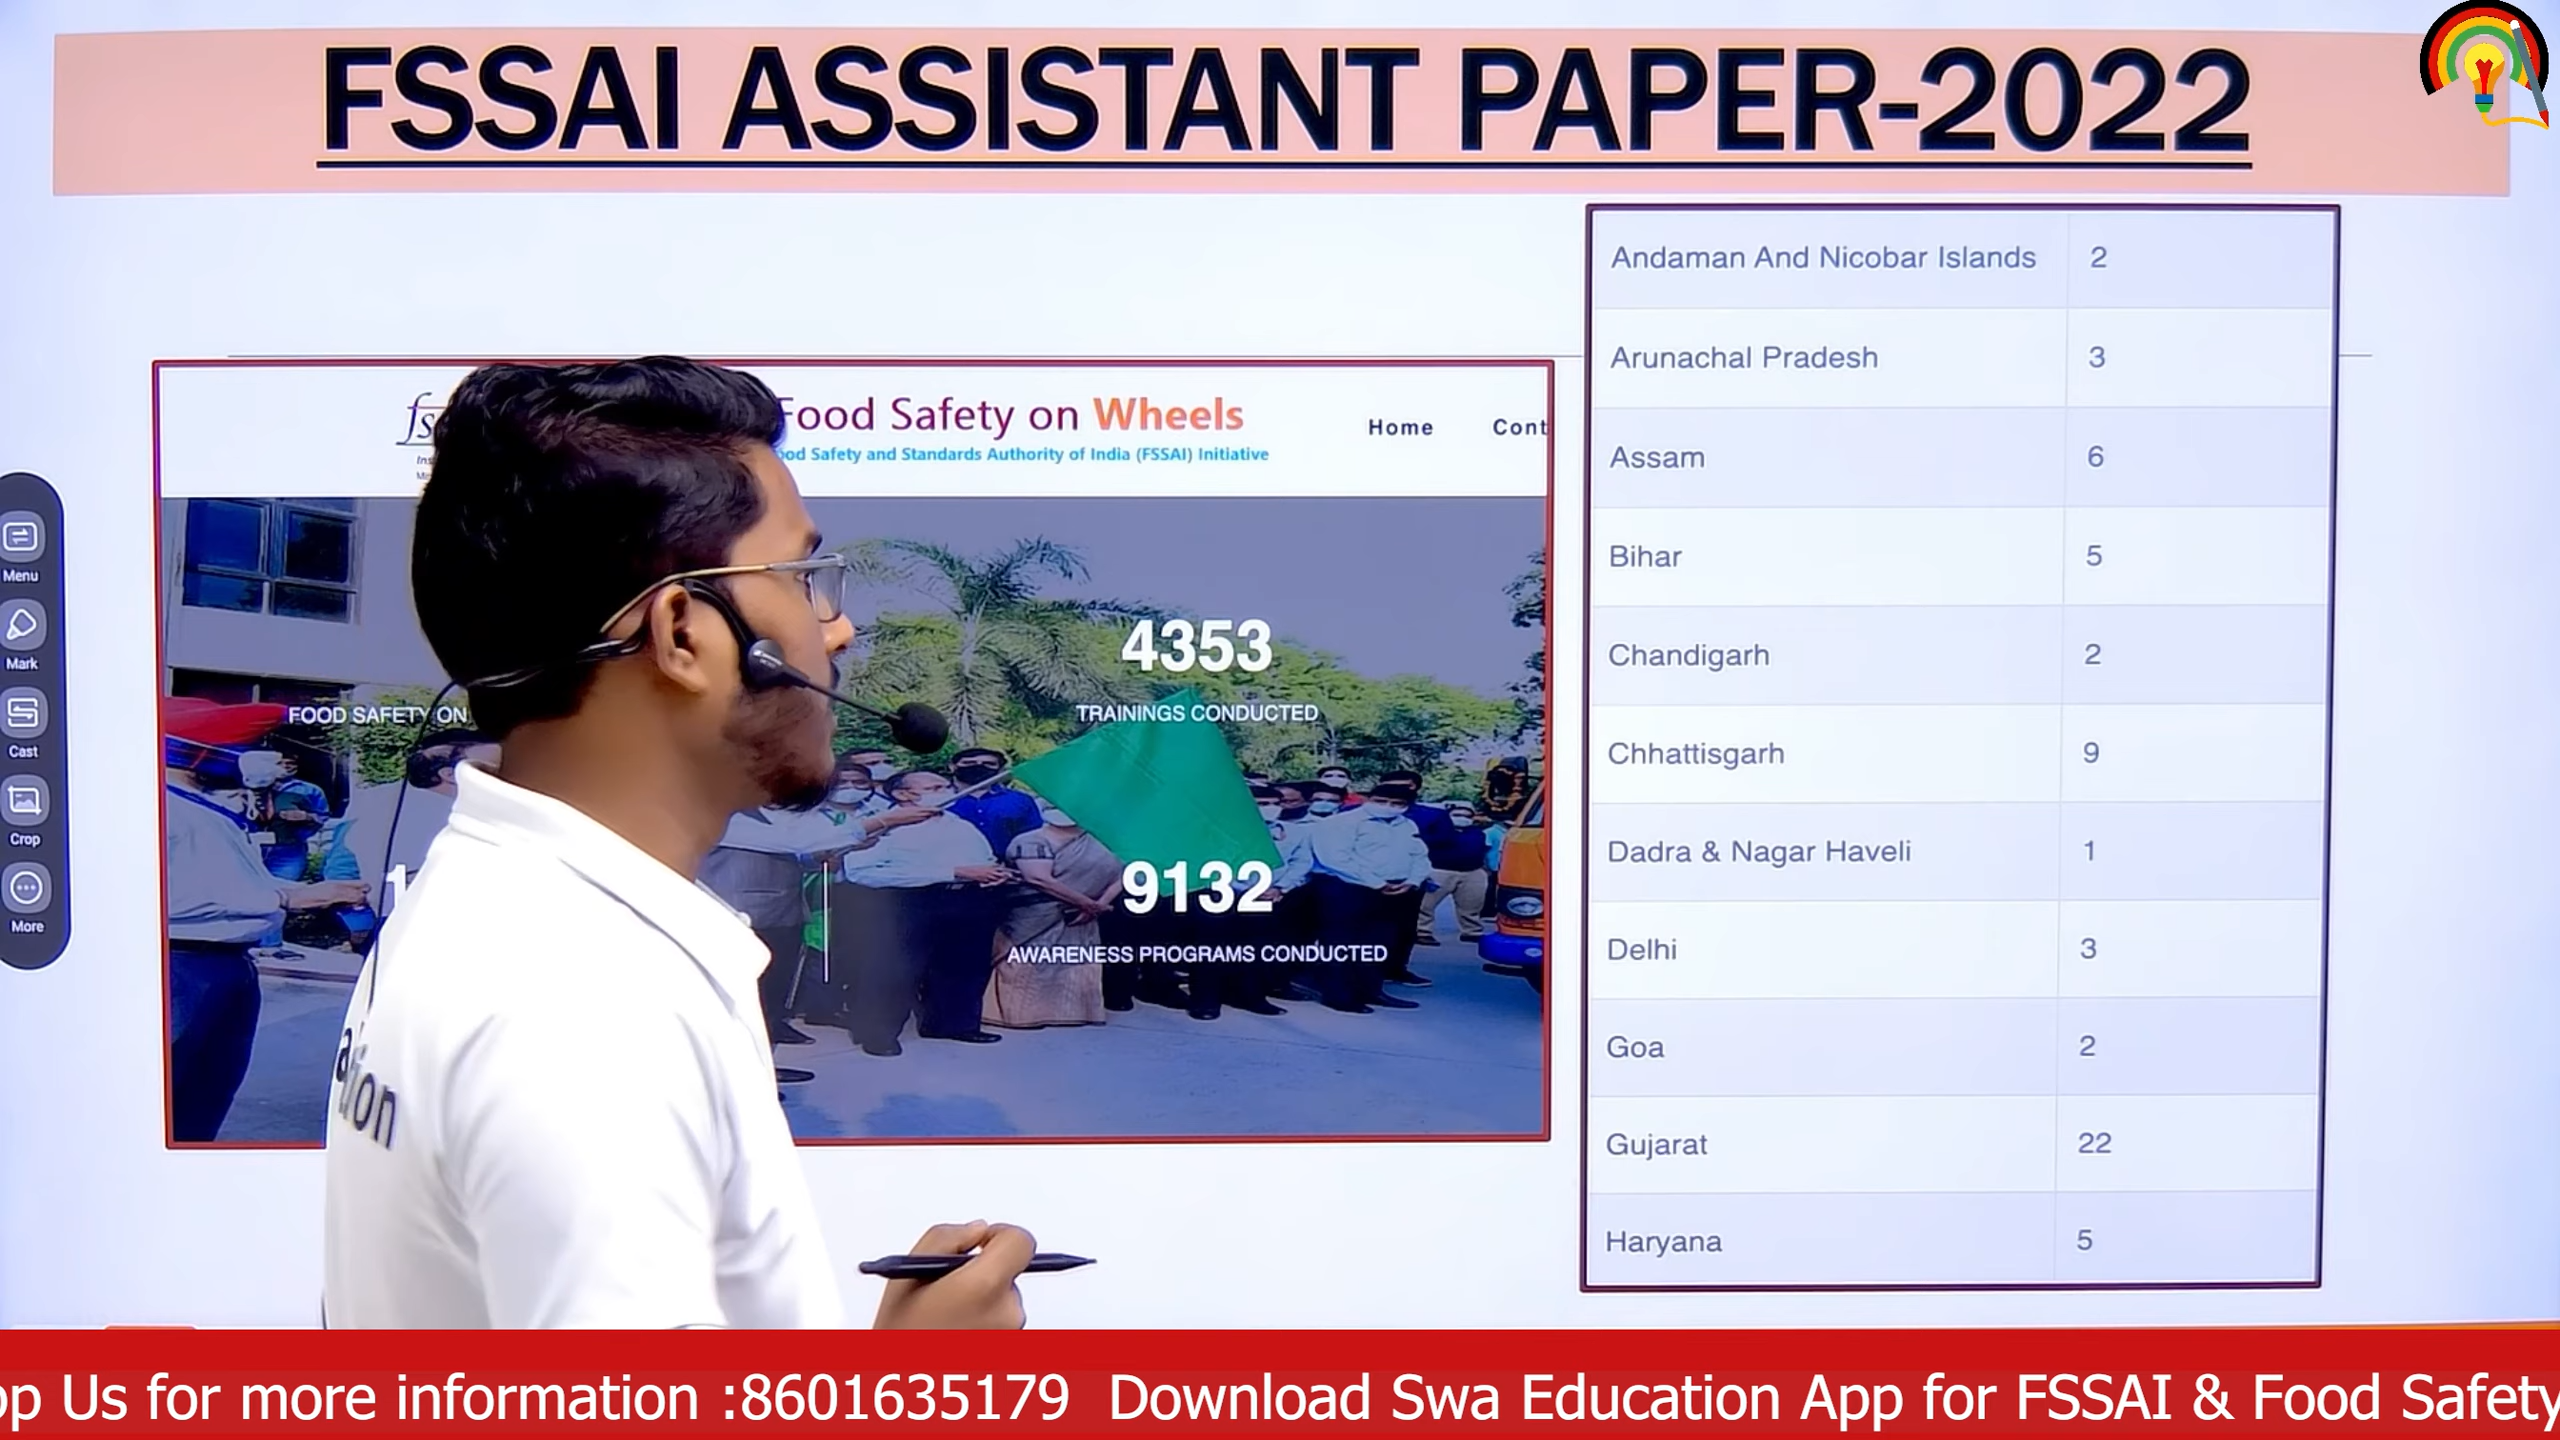 FSSAI ASSISTANT PAPER-2022
Food Safety on Wheels
Food Safety and Standards Authority of India (FSSAI) Initiative
Home
FOOD SAFETY ON
4353
TRAININGS CONDUCTED
9132
AWARENESS PROGRAMS CONDUCTED
Andaman And Nicobar Islands 2
Arunachal Pradesh 3
Assam 6
Bihar 5
Chandigarh 2
Chhattisgarh 9
Dadra & Nagar Haveli 1
Delhi 3
Goa 2
Gujarat 22
Haryana 5
Menu
Mark
Cast
Crop
More
Us for more information :8601635179 Download Swa Education App for FSSAI & Food Safety